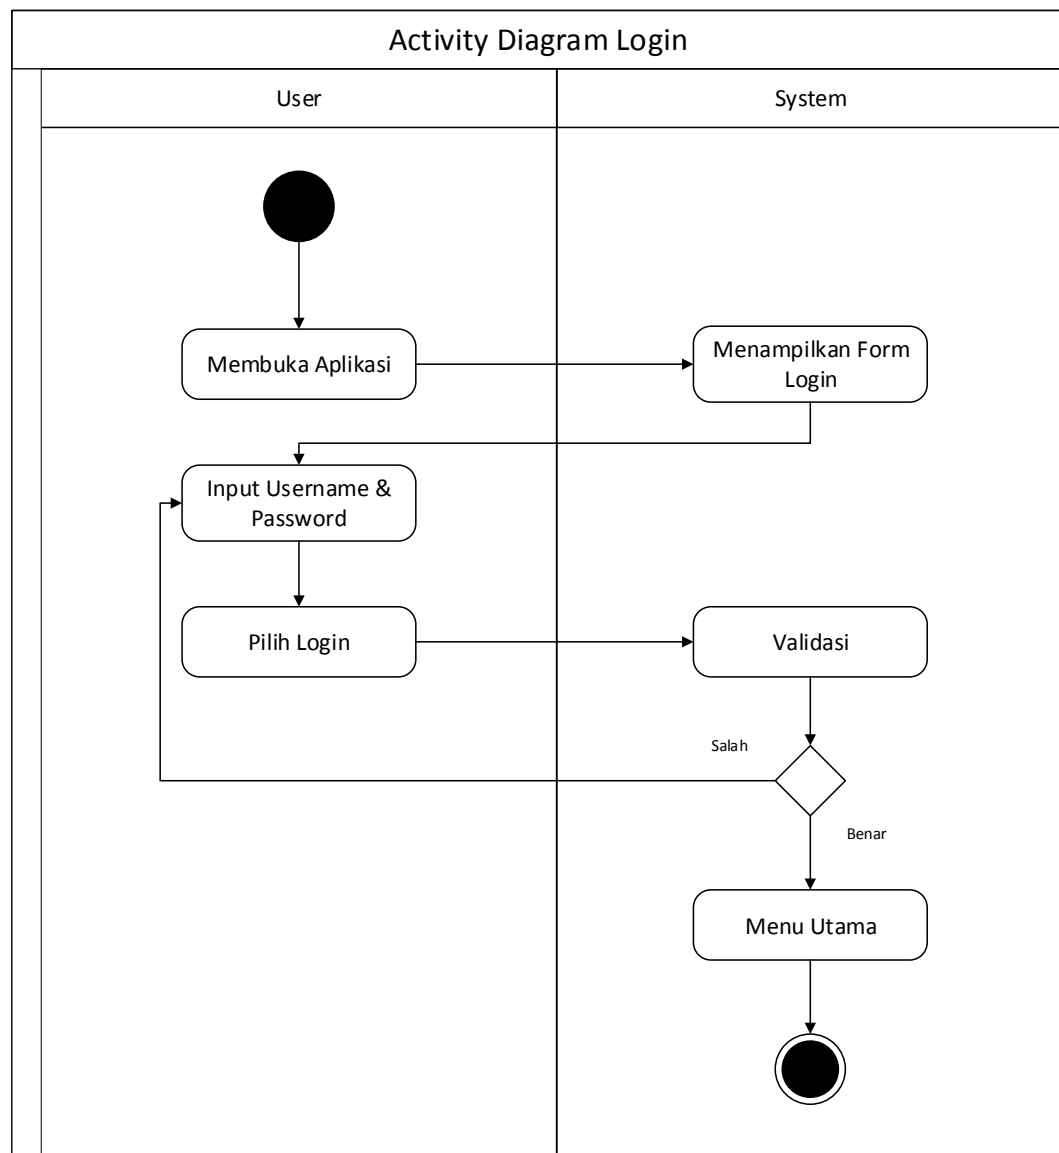 Activity Diagram Login
User
System
Membuka Aplikasi
Menampilkan Form
Login
Input Username &
Password
Pilih Login
Validasi
Salah
Benar
Menu Utama